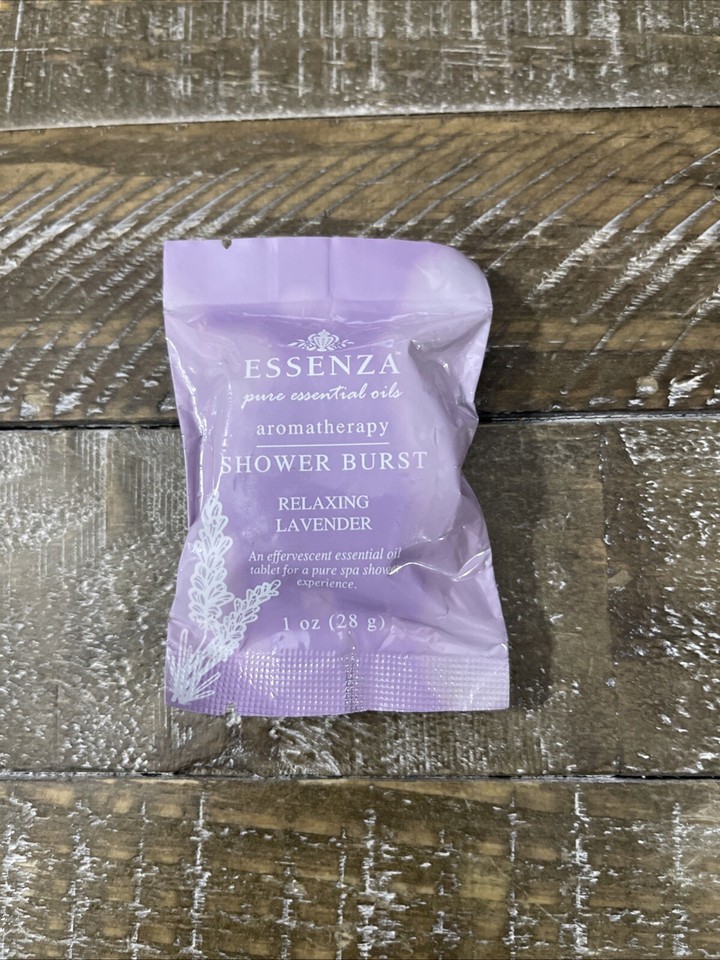 ESSENZA
pure essential oils
aromatherapy
SHOWER BURST
RELAXING
LAVENDER
An effervescent essential oil
tablet for a pure spa shower
experience.
1 oz (28 g)